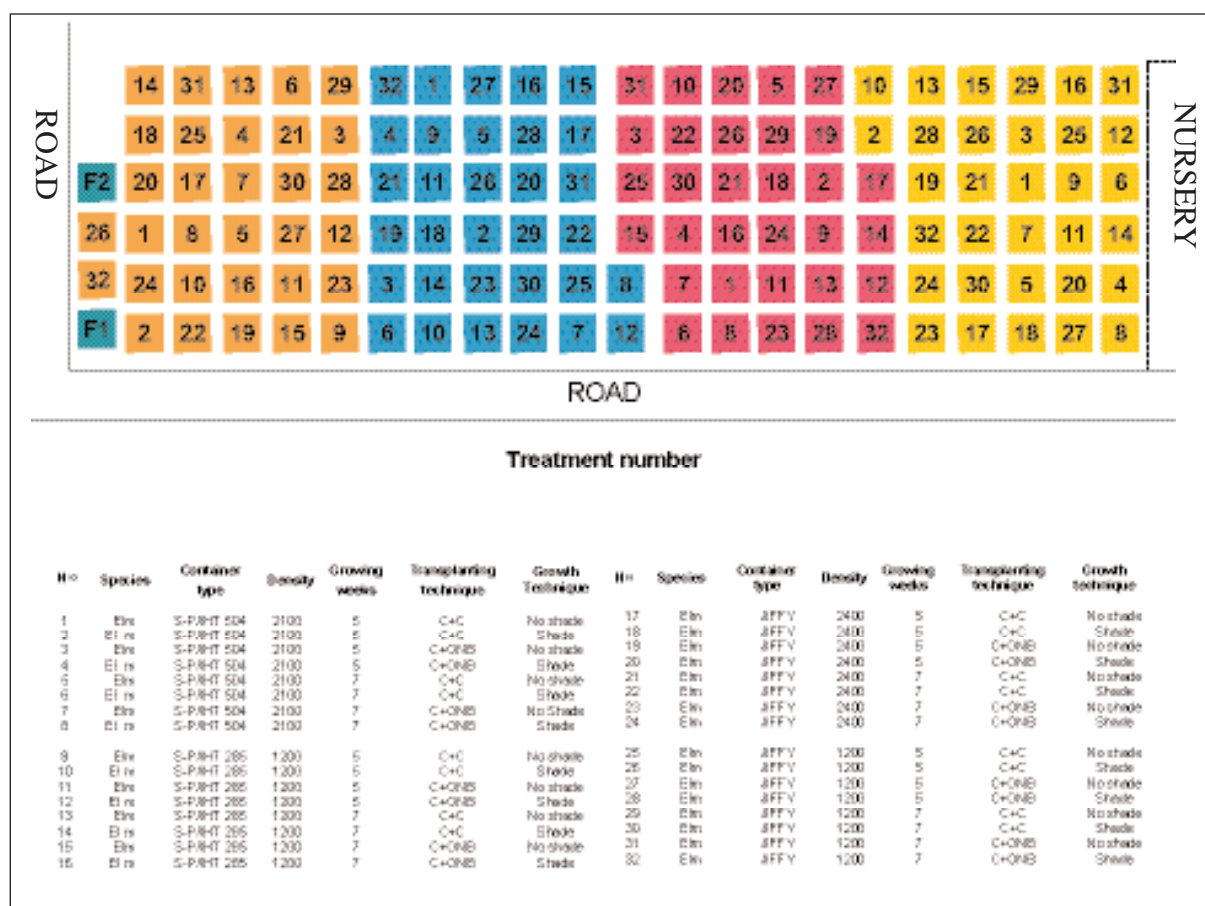 14 31 13 6 29 32 1 27 16 15 31 10 20 5 27 10 13 15 29 16 31
18 25 4 21 3 4 9 5 28 17 3 22 26 29 19 2 28 26 3 25 12
F2 20 17 7 30 28 21 11 26 20 31 25 30 21 18 2 17 19 21 1 9 6
26 1 8 5 27 12 19 18 2 29 22 15 4 16 24 9 14 32 22 7 11 14
32 24 10 16 11 23 3 14 23 30 25 8 7 1 11 13 12 24 30 5 20 4
F1 2 22 19 15 9 6 10 13 24 7 12 6 8 23 28 32 23 17 18 27 8
ROAD
NURSERY
ROAD
Treatment number
Nº Species Container type Density Growing weeks Transplanting technique Growth Technique
1 Elm S-P/HT 504 2100 5 C+C No shade
2 Elm S-P/HT 504 2100 5 C+C Shade
3 Elm S-P/HT 504 2100 5 C+ONB No shade
4 Elm S-P/HT 504 2100 5 C+ONB Shade
5 Elm S-P/HT 504 2100 7 C+C No shade
6 Elm S-P/HT 504 2100 7 C+C Shade
7 Elm S-P/HT 504 2100 7 C+ONB No Shade
8 Elm S-P/HT 504 2100 7 C+ONB Shade
9 Elm S-P/HT 285 1200 5 C+C No shade
10 Elm S-P/HT 285 1200 5 C+C Shade
11 Elm S-P/HT 285 1200 5 C+ONB No shade
12 Elm S-P/HT 285 1200 5 C+ONB Shade
13 Elm S-P/HT 285 1200 7 C+C No shade
14 Elm S-P/HT 285 1200 7 C+C Shade
15 Elm S-P/HT 285 1200 7 C+ONB No shade
16 Elm S-P/HT 285 1200 7 C+ONB Shade
Nº Species Container type Density Growing weeks Transplanting technique Growth technique
17 Elm JIFFY 2400 5 C+C No shade
18 Elm JIFFY 2400 5 C+C Shade
19 Elm JIFFY 2400 5 C+ONB No shade
20 Elm JIFFY 2400 5 C+ONB Shade
21 Elm JIFFY 2400 7 C+C No shade
22 Elm JIFFY 2400 7 C+C Shade
23 Elm JIFFY 2400 7 C+ONB No shade
24 Elm JIFFY 2400 7 C+ONB Shade
25 Elm JIFFY 1200 5 C+C No shade
26 Elm JIFFY 1200 5 C+C Shade
27 Elm JIFFY 1200 5 C+ONB No shade
28 Elm JIFFY 1200 5 C+ONB Shade
29 Elm JIFFY 1200 7 C+C No shade
30 Elm JIFFY 1200 7 C+C Shade
31 Elm JIFFY 1200 7 C+ONB No shade
32 Elm JIFFY 1200 7 C+ONB Shade